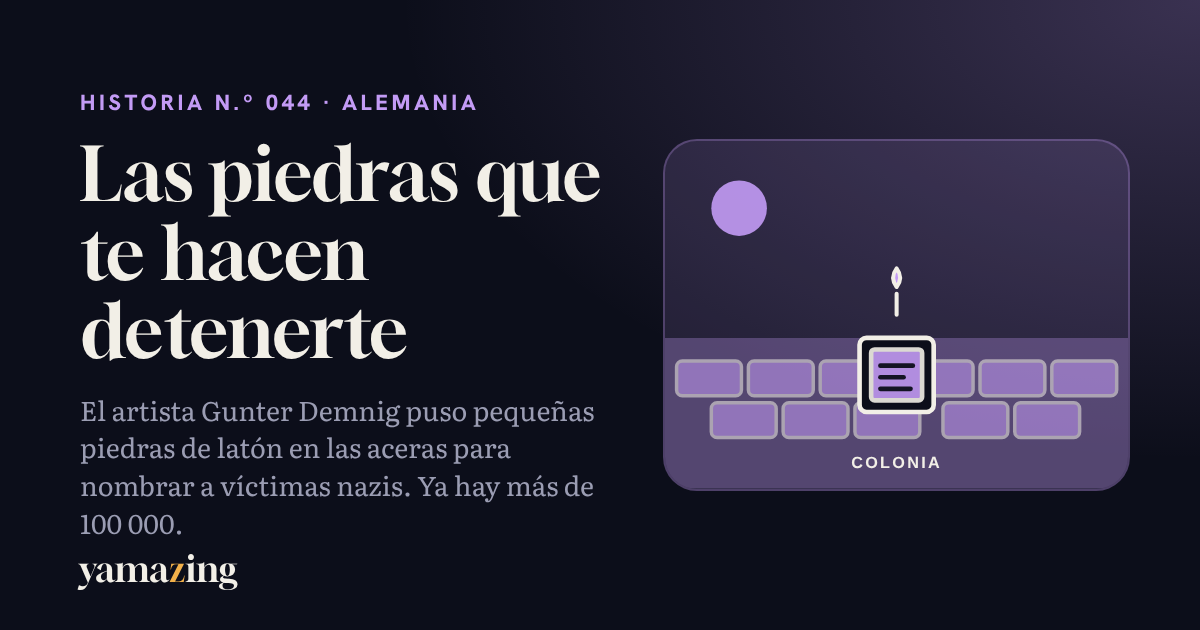 HISTORIA N.º 044 · ALEMANIA
Las piedras que
te hacen
detenerte
El artista Gunter Demnig puso pequeñas
piedras de latón en las aceras para
nombrar a víctimas nazis. Ya hay más de
100 000.
yamazing
COLONIA